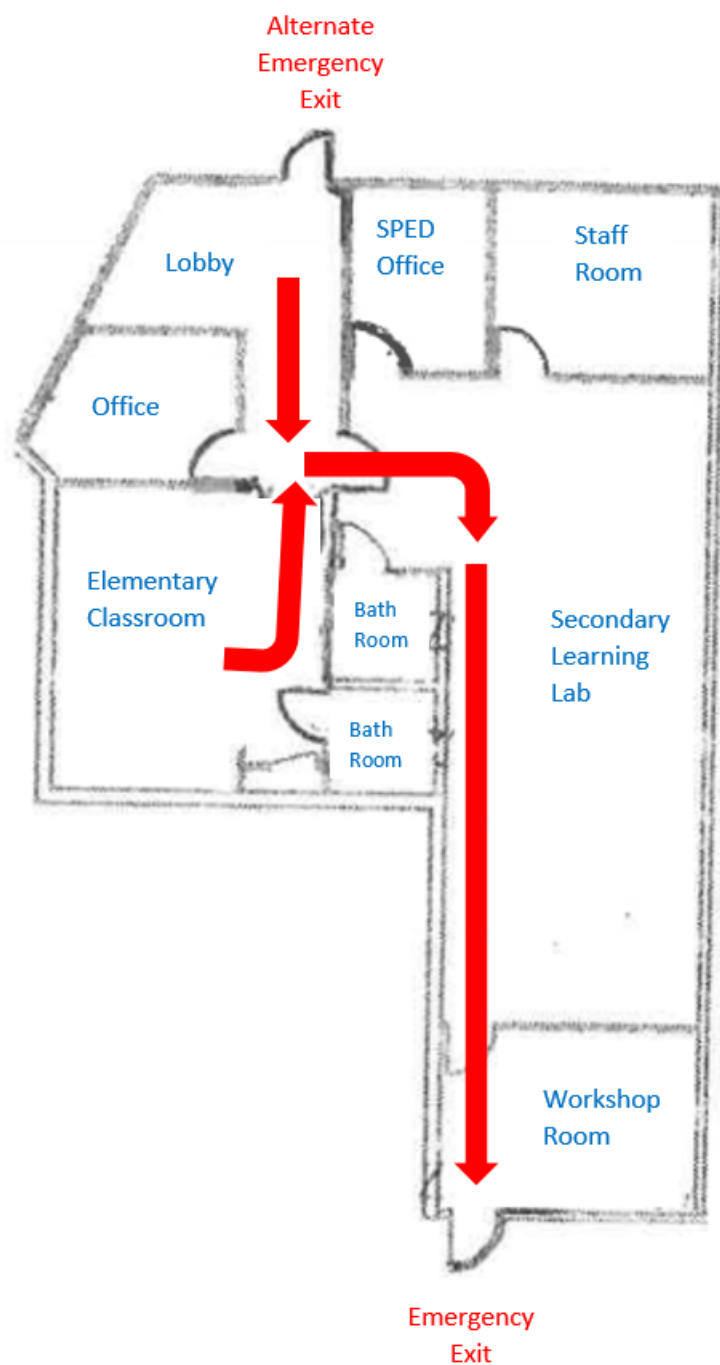 Alternate
Emergency
Exit
SPED
Office
Staff
Room
Lobby
Office
Elementary
Classroom
Bath
Room
Secondary
Learning
Lab
Bath
Room
Workshop
Room
Emergency
Exit